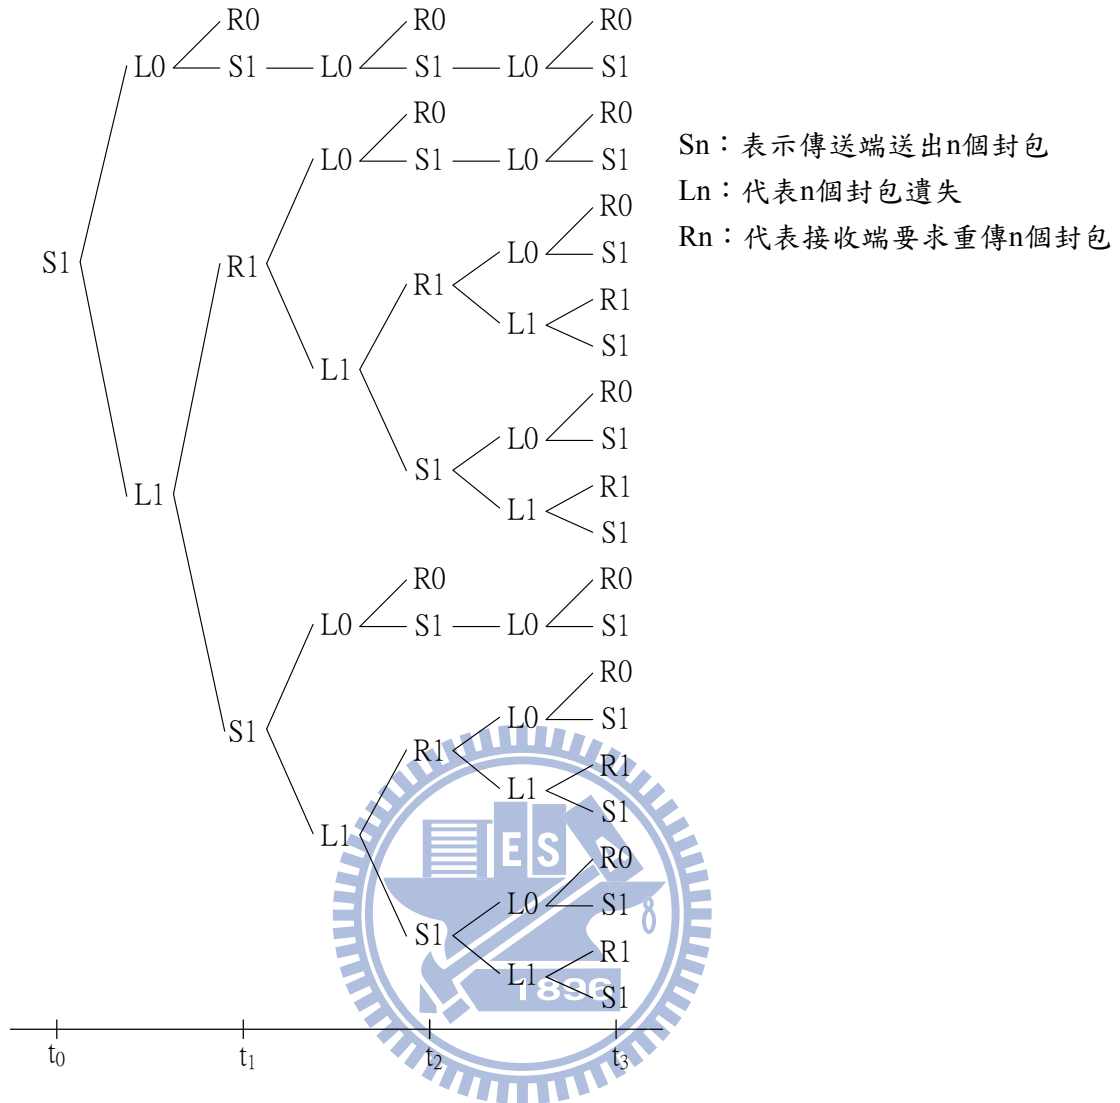 R0 R0 R0
L0 S1 L0 S1 L0 S1
R0 R0
L0 S1 L0 S1
Sn：表示傳送端送出n個封包
Ln：代表n個封包遺失
Rn：代表接收端要求重傳n個封包
R0
L0 S1
S1 R1 R1
L1 R1
S1
L1
R0
L0 S1
S1
L1 R1
S1
L1
R0 R0
L0 S1 L0 S1
R0
L0 S1
S1
R1
L1 R1
S1
L1
ES
R0
L0 S1
S1
L1 R1
S1
1896
t0 t1 t2 t3